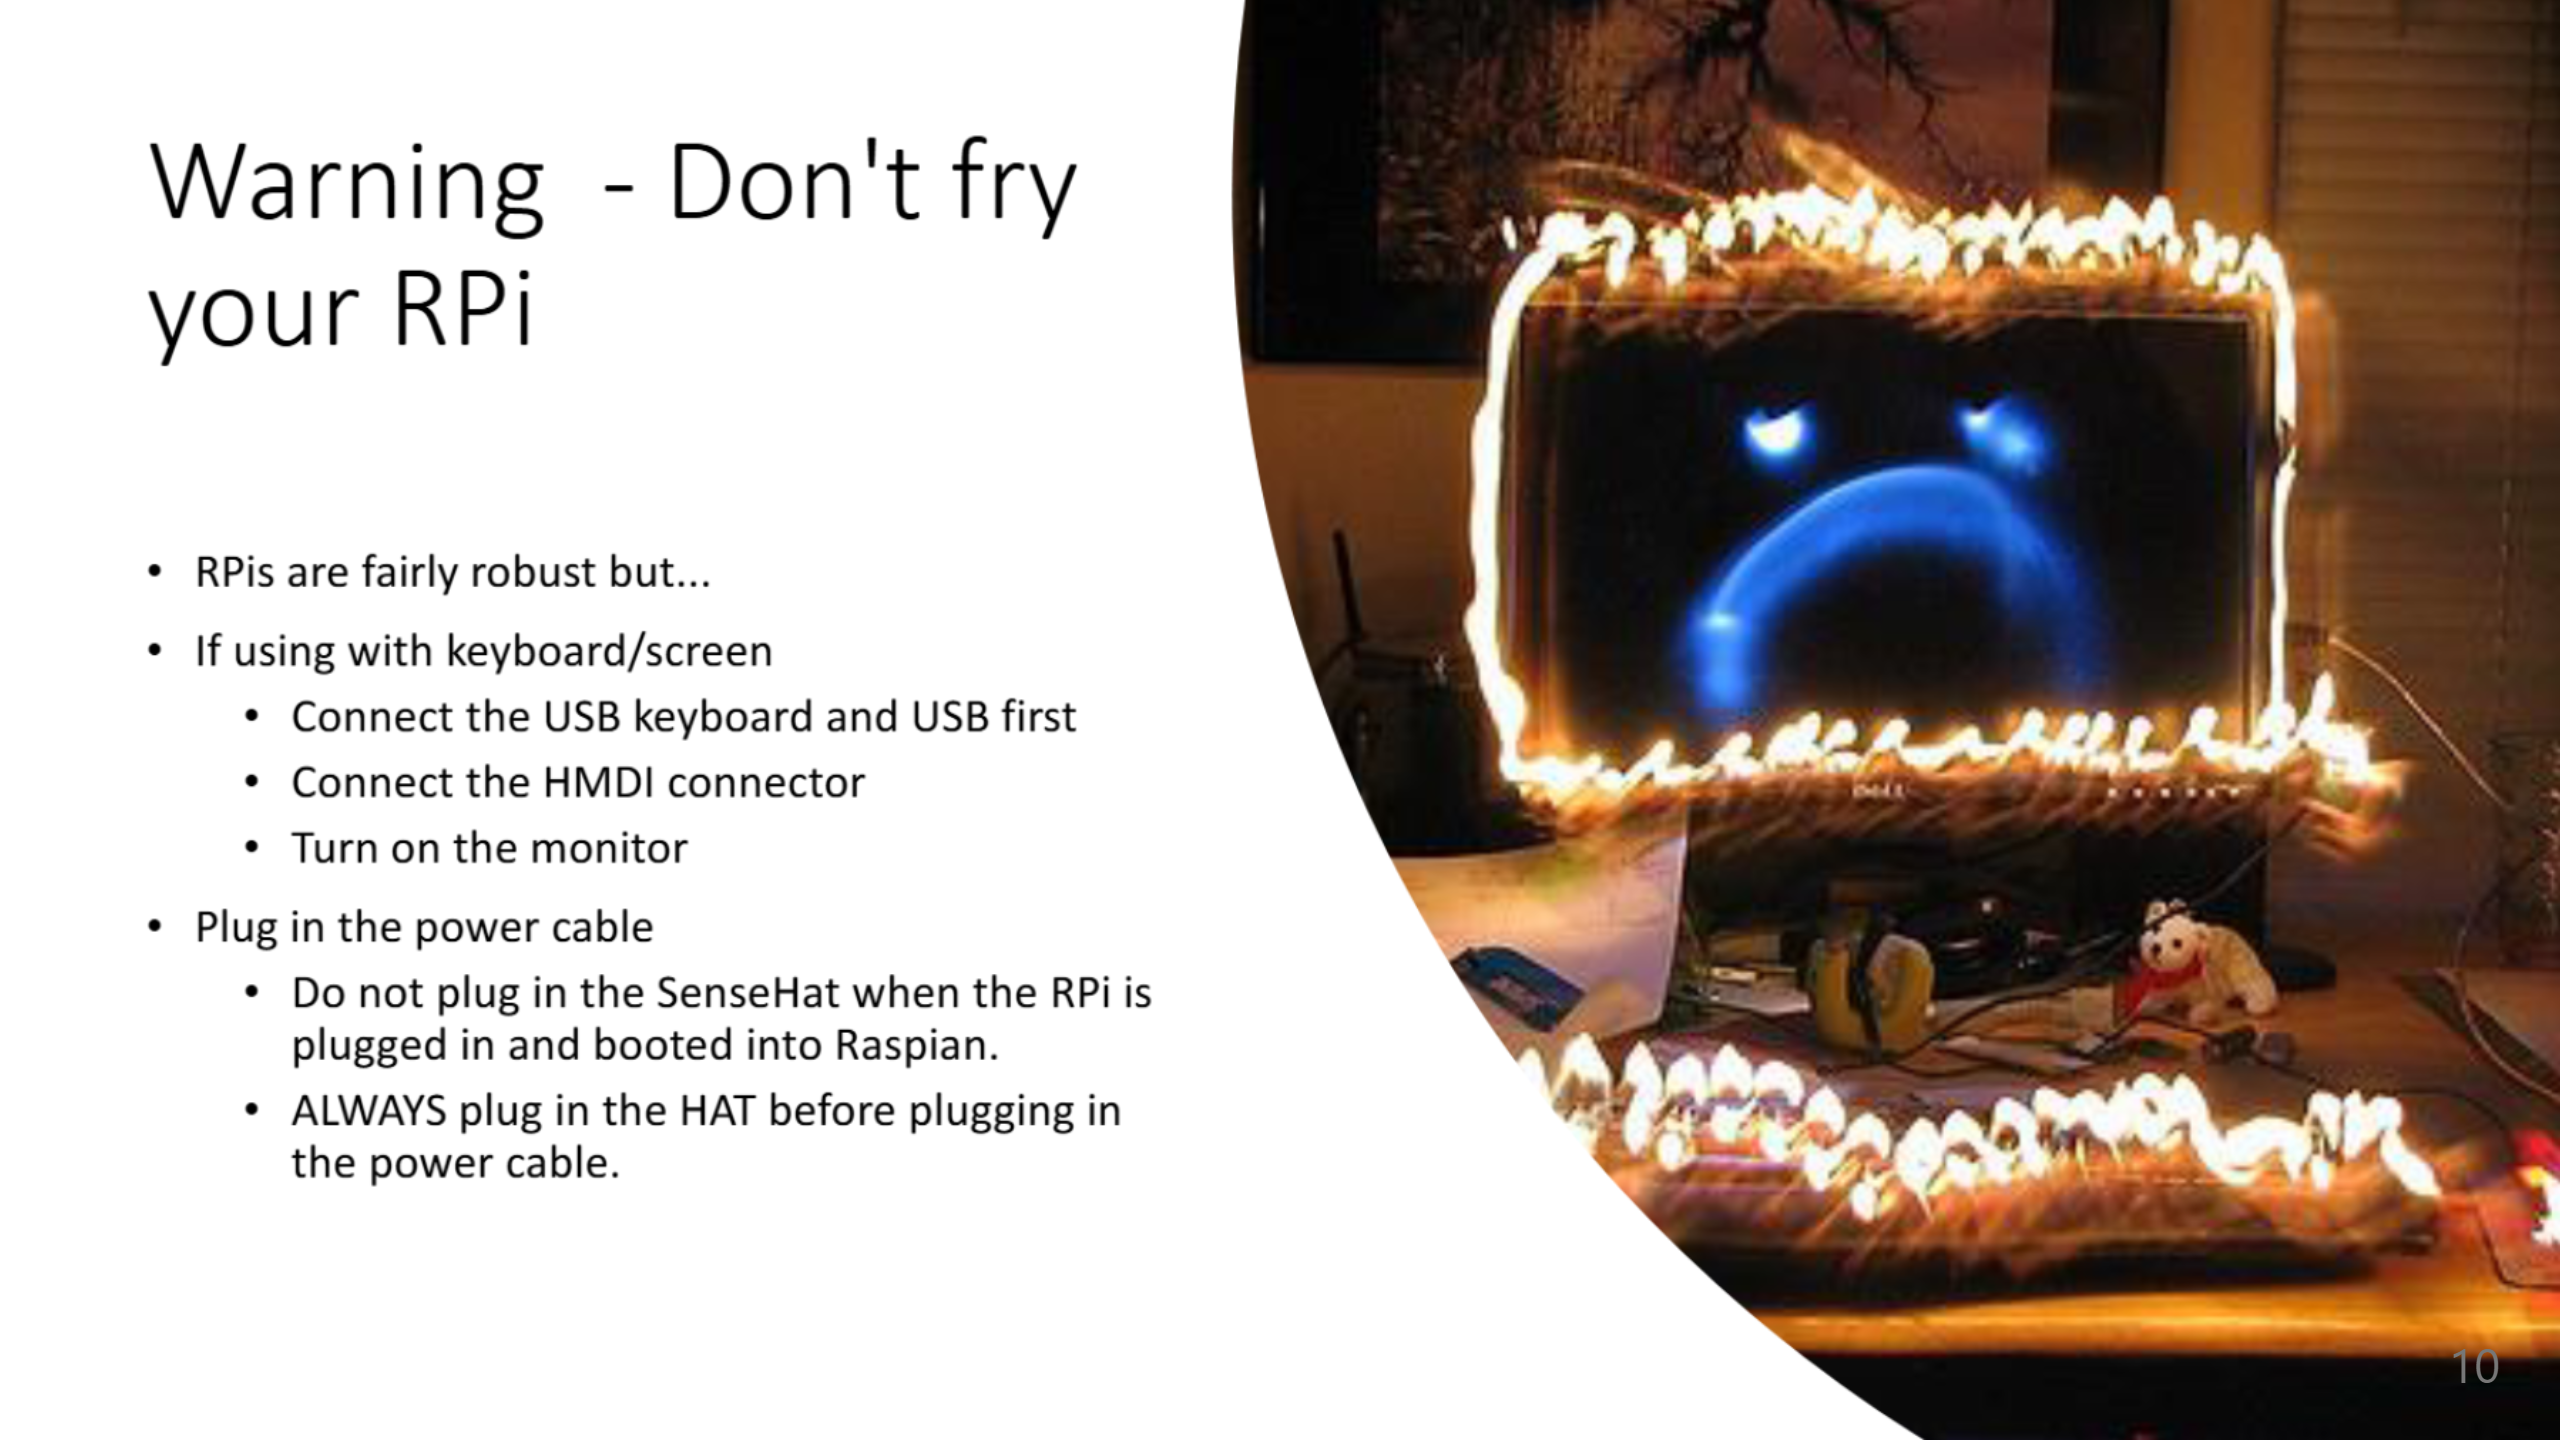 Warning  - Don't fry
your RPi
• RPis are fairly robust but...
• If using with keyboard/screen
• Connect the USB keyboard and USB first
• Connect the HMDI connector
• Turn on the monitor
• Plug in the power cable
• Do not plug in the SenseHat when the RPi is
plugged in and booted into Raspian.
• ALWAYS plug in the HAT before plugging in
the power cable.
10